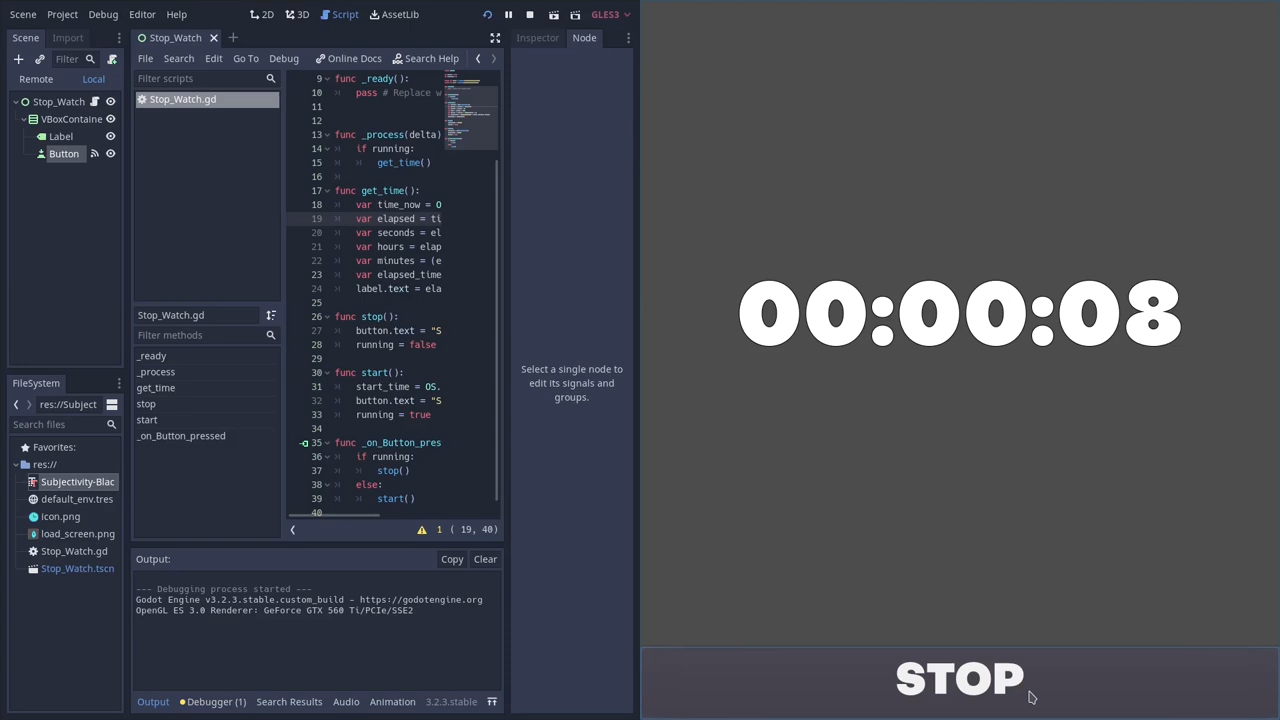 Scene Project Debug Editor Help
2D 3D Script AssetLib
GLES3
Scene Import
Filter
Remote Local
Stop_Watch
VBoxContaine
Label
Button
FileSystem
res://Subject
Search files
Favorites:
res://
Subjectivity-Blac
default_env.tres
icon.png
load_screen.png
Stop_Watch.gd
Stop_Watch.tscn
Stop_Watch
File Search Edit Go To Debug Online Docs Search Help
Filter scripts
Stop_Watch.gd
Stop_Watch.gd
Filter methods
_ready
_process
get_time
stop
start
_on_Button_pressed
9 func _ready():
10 pass # Replace w
11
12
13 func _process(delta)
14 if running:
15 get_time()
16
17 func get_time():
18 var time_now = O
19 var elapsed = ti
20 var seconds = el
21 var hours = elap
22 var minutes = (e
23 var elapsed_time
24 label.text = ela
25
26 func stop():
27 button.text = "S
28 running = false
29
30 func start():
31 start_time = OS.
32 button.text = "S
33 running = true
34
35 func _on_Button_pres
36 if running:
37 stop()
38 else:
39 start()
40
1 ( 19, 40)
Output: Copy Clear
--- Debugging process started ---
Godot Engine v3.2.3.stable.custom_build - https://godotengine.org
OpenGL ES 3.0 Renderer: GeForce GTX 560 Ti/PCIe/SSE2
Output Debugger (1) Search Results Audio Animation 3.2.3.stable
Inspector Node
Select a single node to
edit its signals and
groups.
00:00:08
STOP